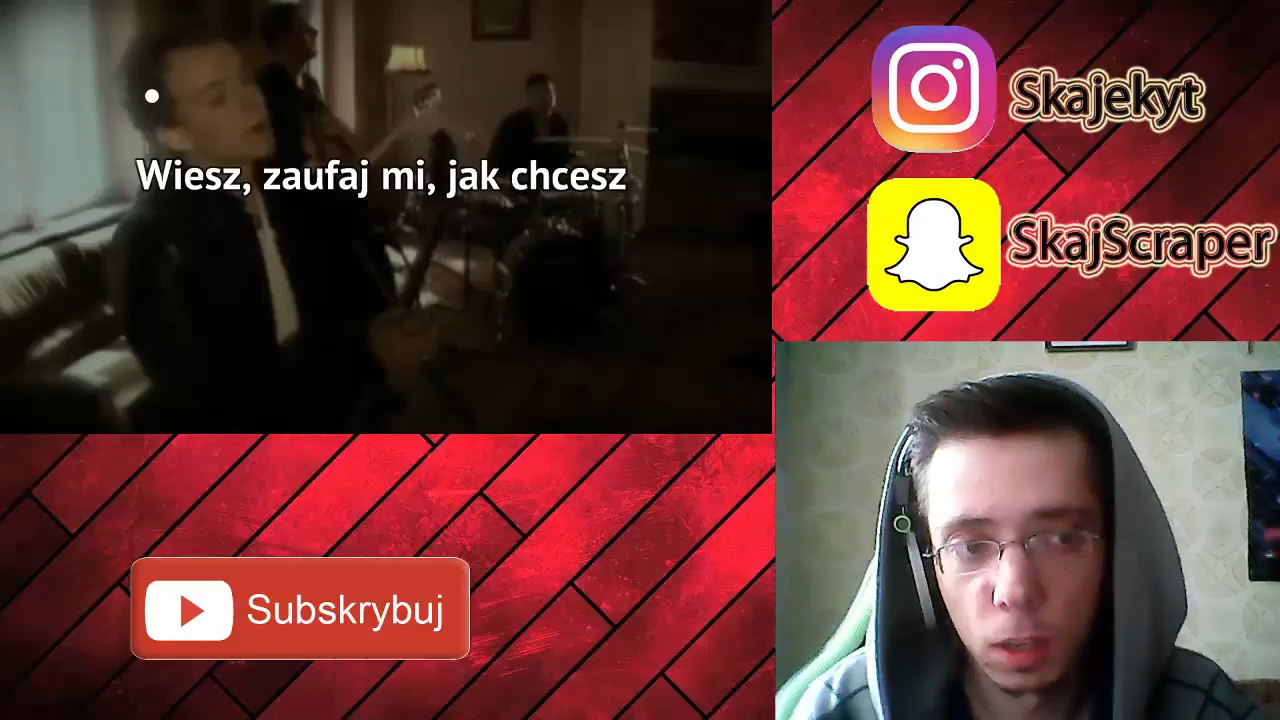 Wiesz, zaufaj mi, jak chcesz
Skajekyt
SkajScraper
Subskrybuj